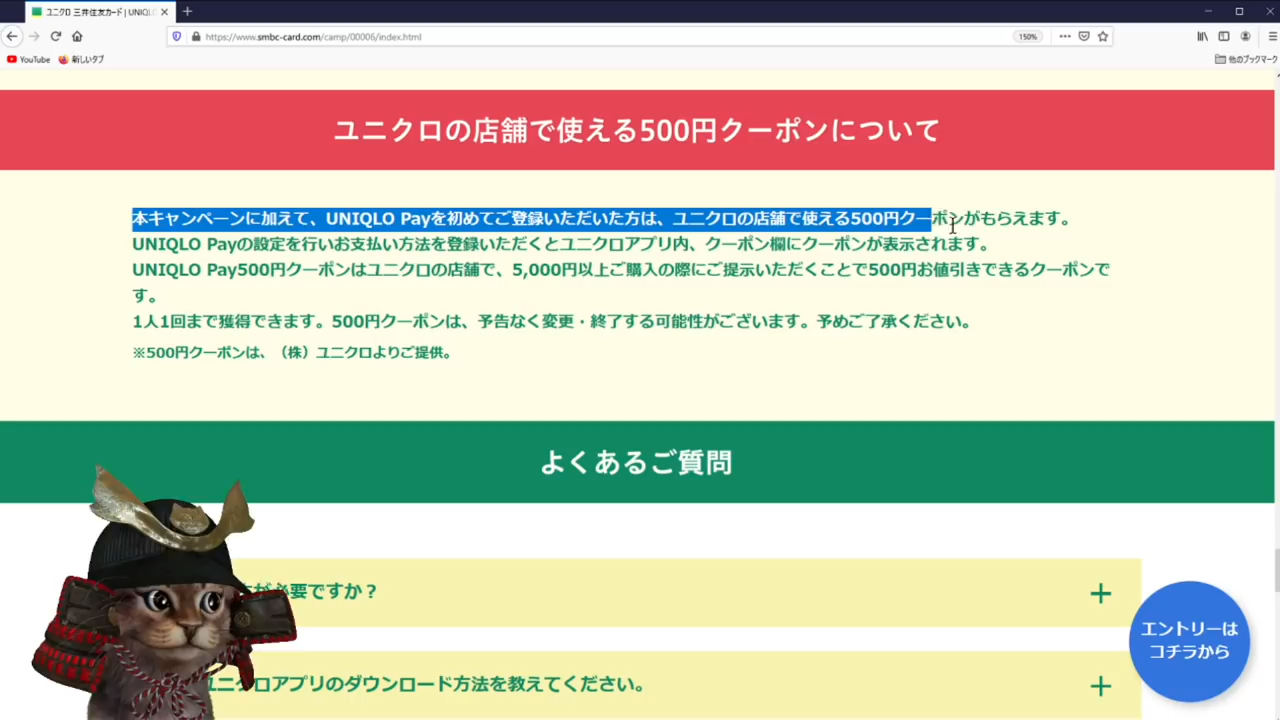 ユニクロ 三井住友カード | UNIQLO
https://www.smbc-card.com/camp/00006/index.html
150%
YouTube
新しいタブ
他のブックマーク
ユニクロの店舗で使える500円クーポンについて
本キャンペーンに加えて、UNIQLO Payを初めてご登録いただいた方は、ユニクロの店舗で使える500円クーポンがもらえます。
UNIQLO Payの設定を行いお支払い方法を登録いただくとユニクロアプリ内、クーポン欄にクーポンが表示されます。
UNIQLO Pay500円クーポンはユニクロの店舗で、5,000円以上ご購入の際にご提示いただくことで500円お値引きできるクーポンで
す。
1人1回まで獲得できます。500円クーポンは、予告なく変更・終了する可能性がございます。予めご了承ください。
※500円クーポンは、（株）ユニクロよりご提供。
よくあるご質問
が必要ですか？
エントリーは
コチラから
ユニクロアプリのダウンロード方法を教えてください。